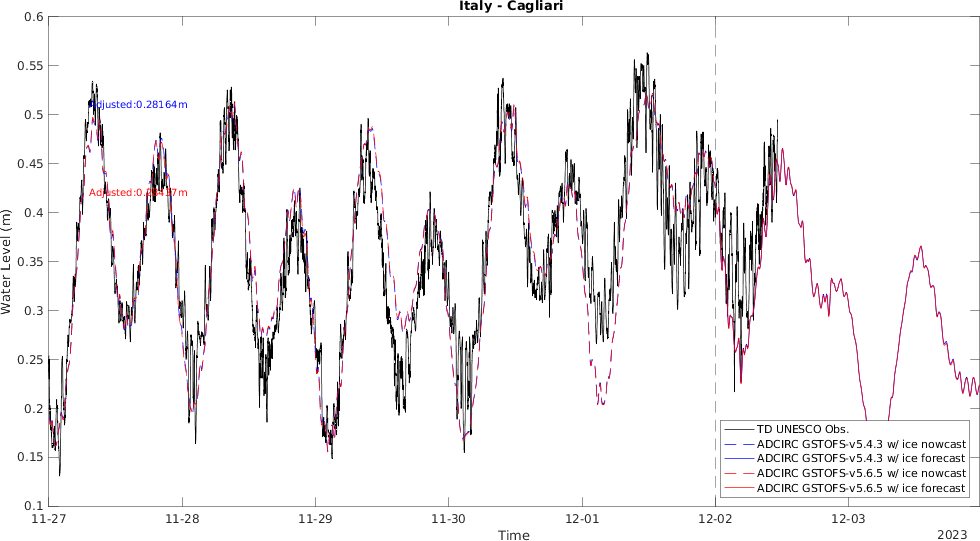 Italy - Cagliari
0.6
0.55
0.5
0.45
0.4
0.35
0.3
0.25
0.2
0.15
0.1
Water Level (m)
Adjusted:0.28164m
TD UNESCO Obs.
ADCIRC GSTOFS-v5.4.3 w/ ice nowcast
ADCIRC GSTOFS-v5.4.3 w/ ice forecast
ADCIRC GSTOFS-v5.6.5 w/ ice nowcast
ADCIRC GSTOFS-v5.6.5 w/ ice forecast
11-27
11-28
11-29
11-30
12-01
12-02
12-03
Time
2023